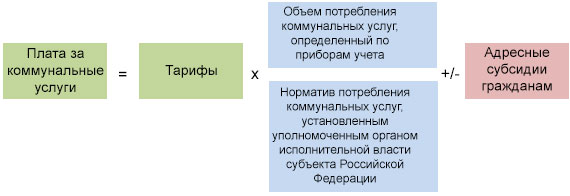 Плата за
коммунальные
услуги
=
Тарифы
x
Объем потребления
коммунальных услуг,
определенный по
приборам учета
Норматив потребления
коммунальных услуг,
установленным
уполномоченным органом
исполнительной власти
субъекта Российской
Федерации
+/-
Адресные
субсидии
гражданам